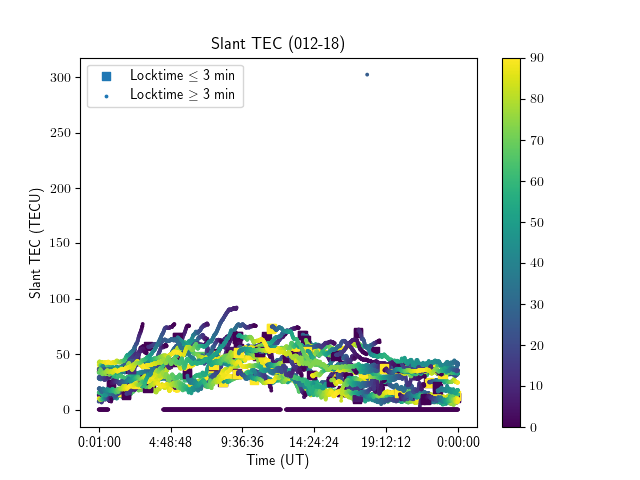 Slant TEC (012-18)
Locktime ≤ 3 min
Locktime ≥ 3 min
300
250
200
150
100
50
0
Slant TEC (TECU)
0:01:00 4:48:48 9:36:36 14:24:24 19:12:12 0:00:00
Time (UT)
90
80
70
60
50
40
30
20
10
0